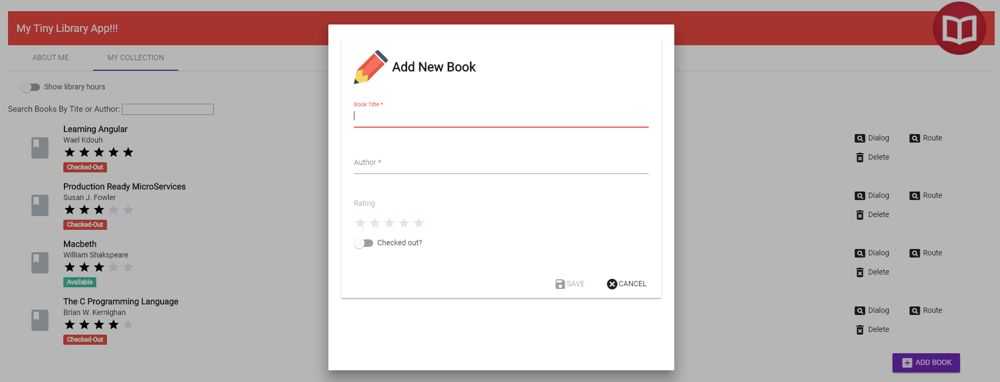 My Tiny Library App!!!
ABOUT ME MY COLLECTION
Show library hours
Search Books By Tite or Author:
Learning Angular
Wael Kdouh
Checked-Out
Dialog Route
Delete
Production Ready MicroServices
Susan J. Fowler
Checked-Out
Dialog Route
Delete
Macbeth
William Shakspeare
Available
Dialog Route
Delete
The C Programming Language
Brian W. Kernighan
Checked-Out
Dialog Route
Delete
ADD BOOK
Add New Book
Book Title *
Author *
Rating
Checked out?
SAVE CANCEL